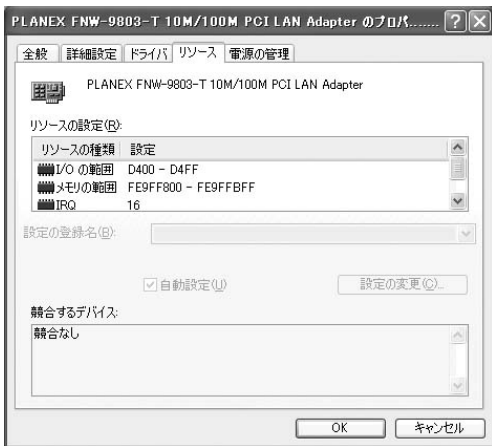 PLANEX FNW-9803-T 10M/100M PCI LAN Adapter のプロパ.......
全般 詳細設定 ドライバ リソース 電源の管理
PLANEX FNW-9803-T 10M/100M PCI LAN Adapter
リソースの設定(R):
リソースの種類 設定
I/O の範囲 D400 - D4FF
メモリの範囲 FE9FF800 - FE9FFBFF
IRQ 16
設定の登録名(B):
自動設定(U) 設定の変更(C)...
競合するデバイス:
競合なし
OK キャンセル